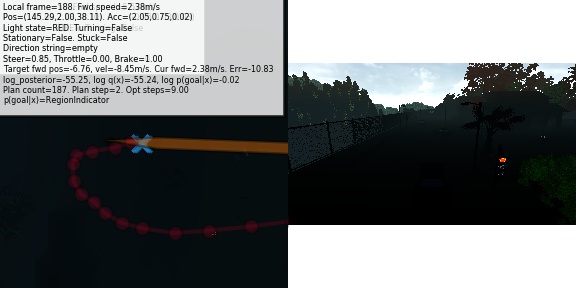 Local frame=188. Fwd speed=2.38m/s
Pos=(145.29,2.00,38.11). Acc=(2.05,0.75,0.02)
Light state=RED. Turning=False
Stationary=False. Stuck=False
Direction string=empty
Steer=0.85, Throttle=0.00, Brake=1.00
Target fwd pos=-6.76, vel=-8.45m/s. Cur fwd=2.38m/s. Err=-10.83
log_posterior=-55.25, log q(x)=-55.24, log p(goal|x)=-0.02
Plan count=187. Plan step=2. Opt steps=9.00
p(goal|x)=RegionIndicator